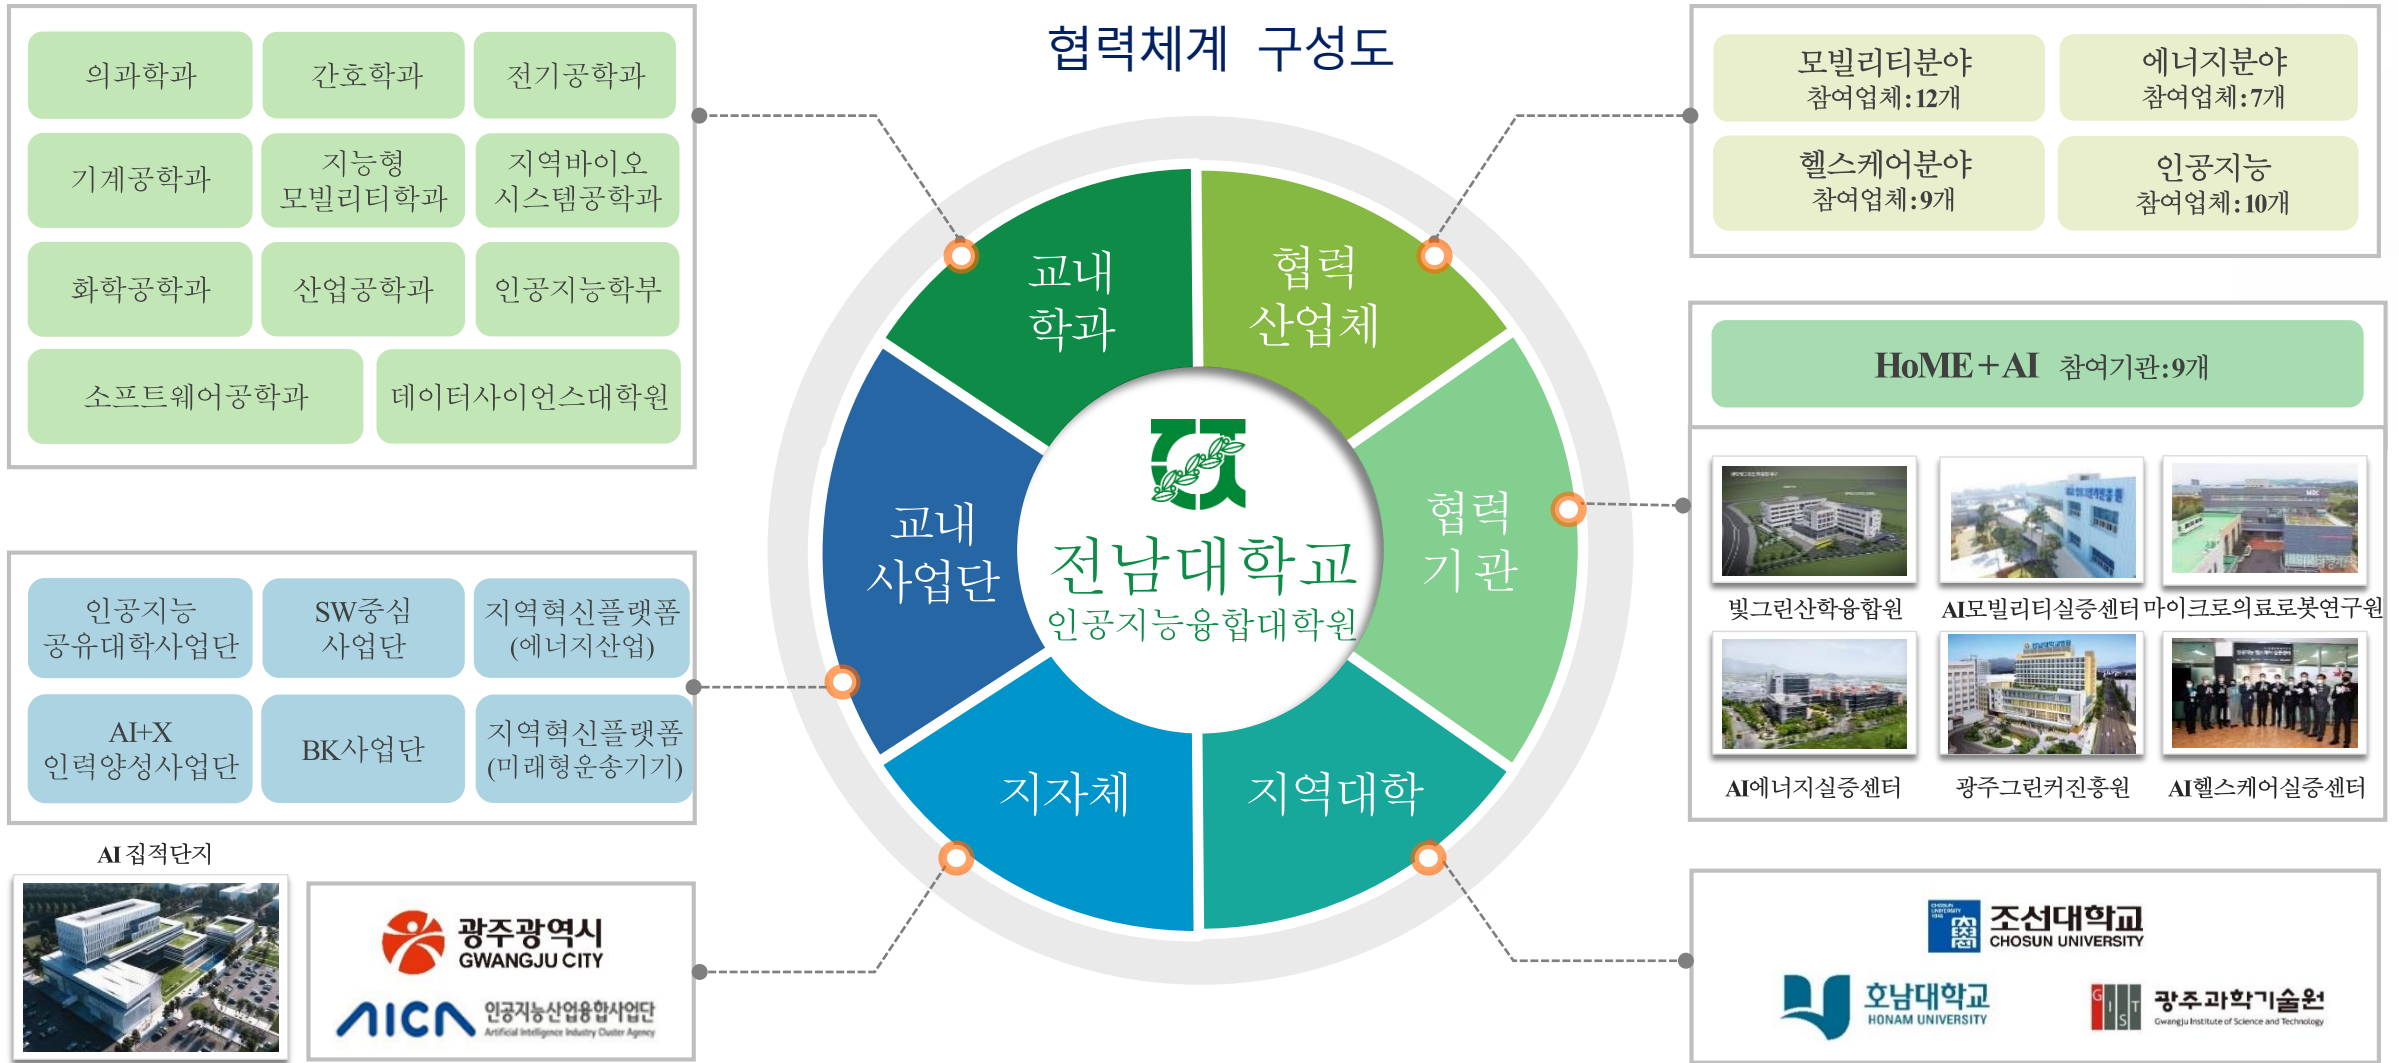 협력체계 구성도
의과학과
간호학과
전기공학과
기계공학과
지능형
모빌리티학과
지역바이오
시스템공학과
화학공학과
산업공학과
인공지능학부
소프트웨어공학과
데이터사이언스대학원
모빌리티분야
참여업체:12개
에너지분야
참여업체:7개
헬스케어분야
참여업체:9개
인공지능
참여업체:10개
교내
학과
협력
산업체
교내
사업단
협력
기관
지자체
지역대학
전남대학교
인공지능융합대학원
HoME+AI 참여기관:9개
빛그린산학융합원
AI모빌리티실증센터
마이크로의료로봇연구원
AI에너지실증센터
광주그린커진흥원
AI헬스케어실증센터
인공지능
공유대학사업단
SW중심
사업단
지역혁신플랫폼
(에너지산업)
AI+X
인력양성사업단
BK사업단
지역혁신플랫폼
(미래형운송기기)
AI 집적단지
광주광역시
GWANGJU CITY
AICA
인공지능산업융합사업단
Artificial Intelligence Industry Cluster Agency
CHOSUN
UNIVERSITY
1946
조선대학교
CHOSUN UNIVERSITY
호남대학교
HONAM UNIVERSITY
GIST
광주과학기술원
Gwangju Institute of Science and Technology